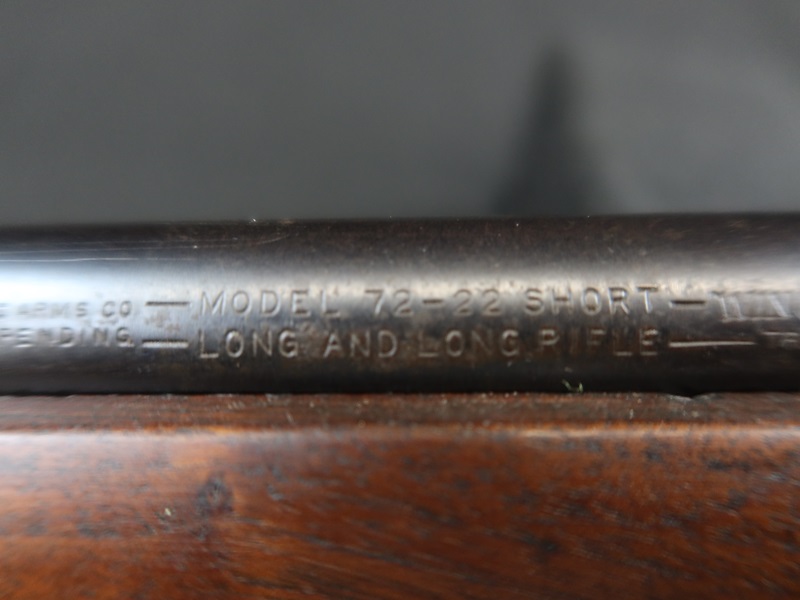 ARMS CO — MODEL 72-22 SHORT —
PENDING. — LONG AND LONG RIFLE —